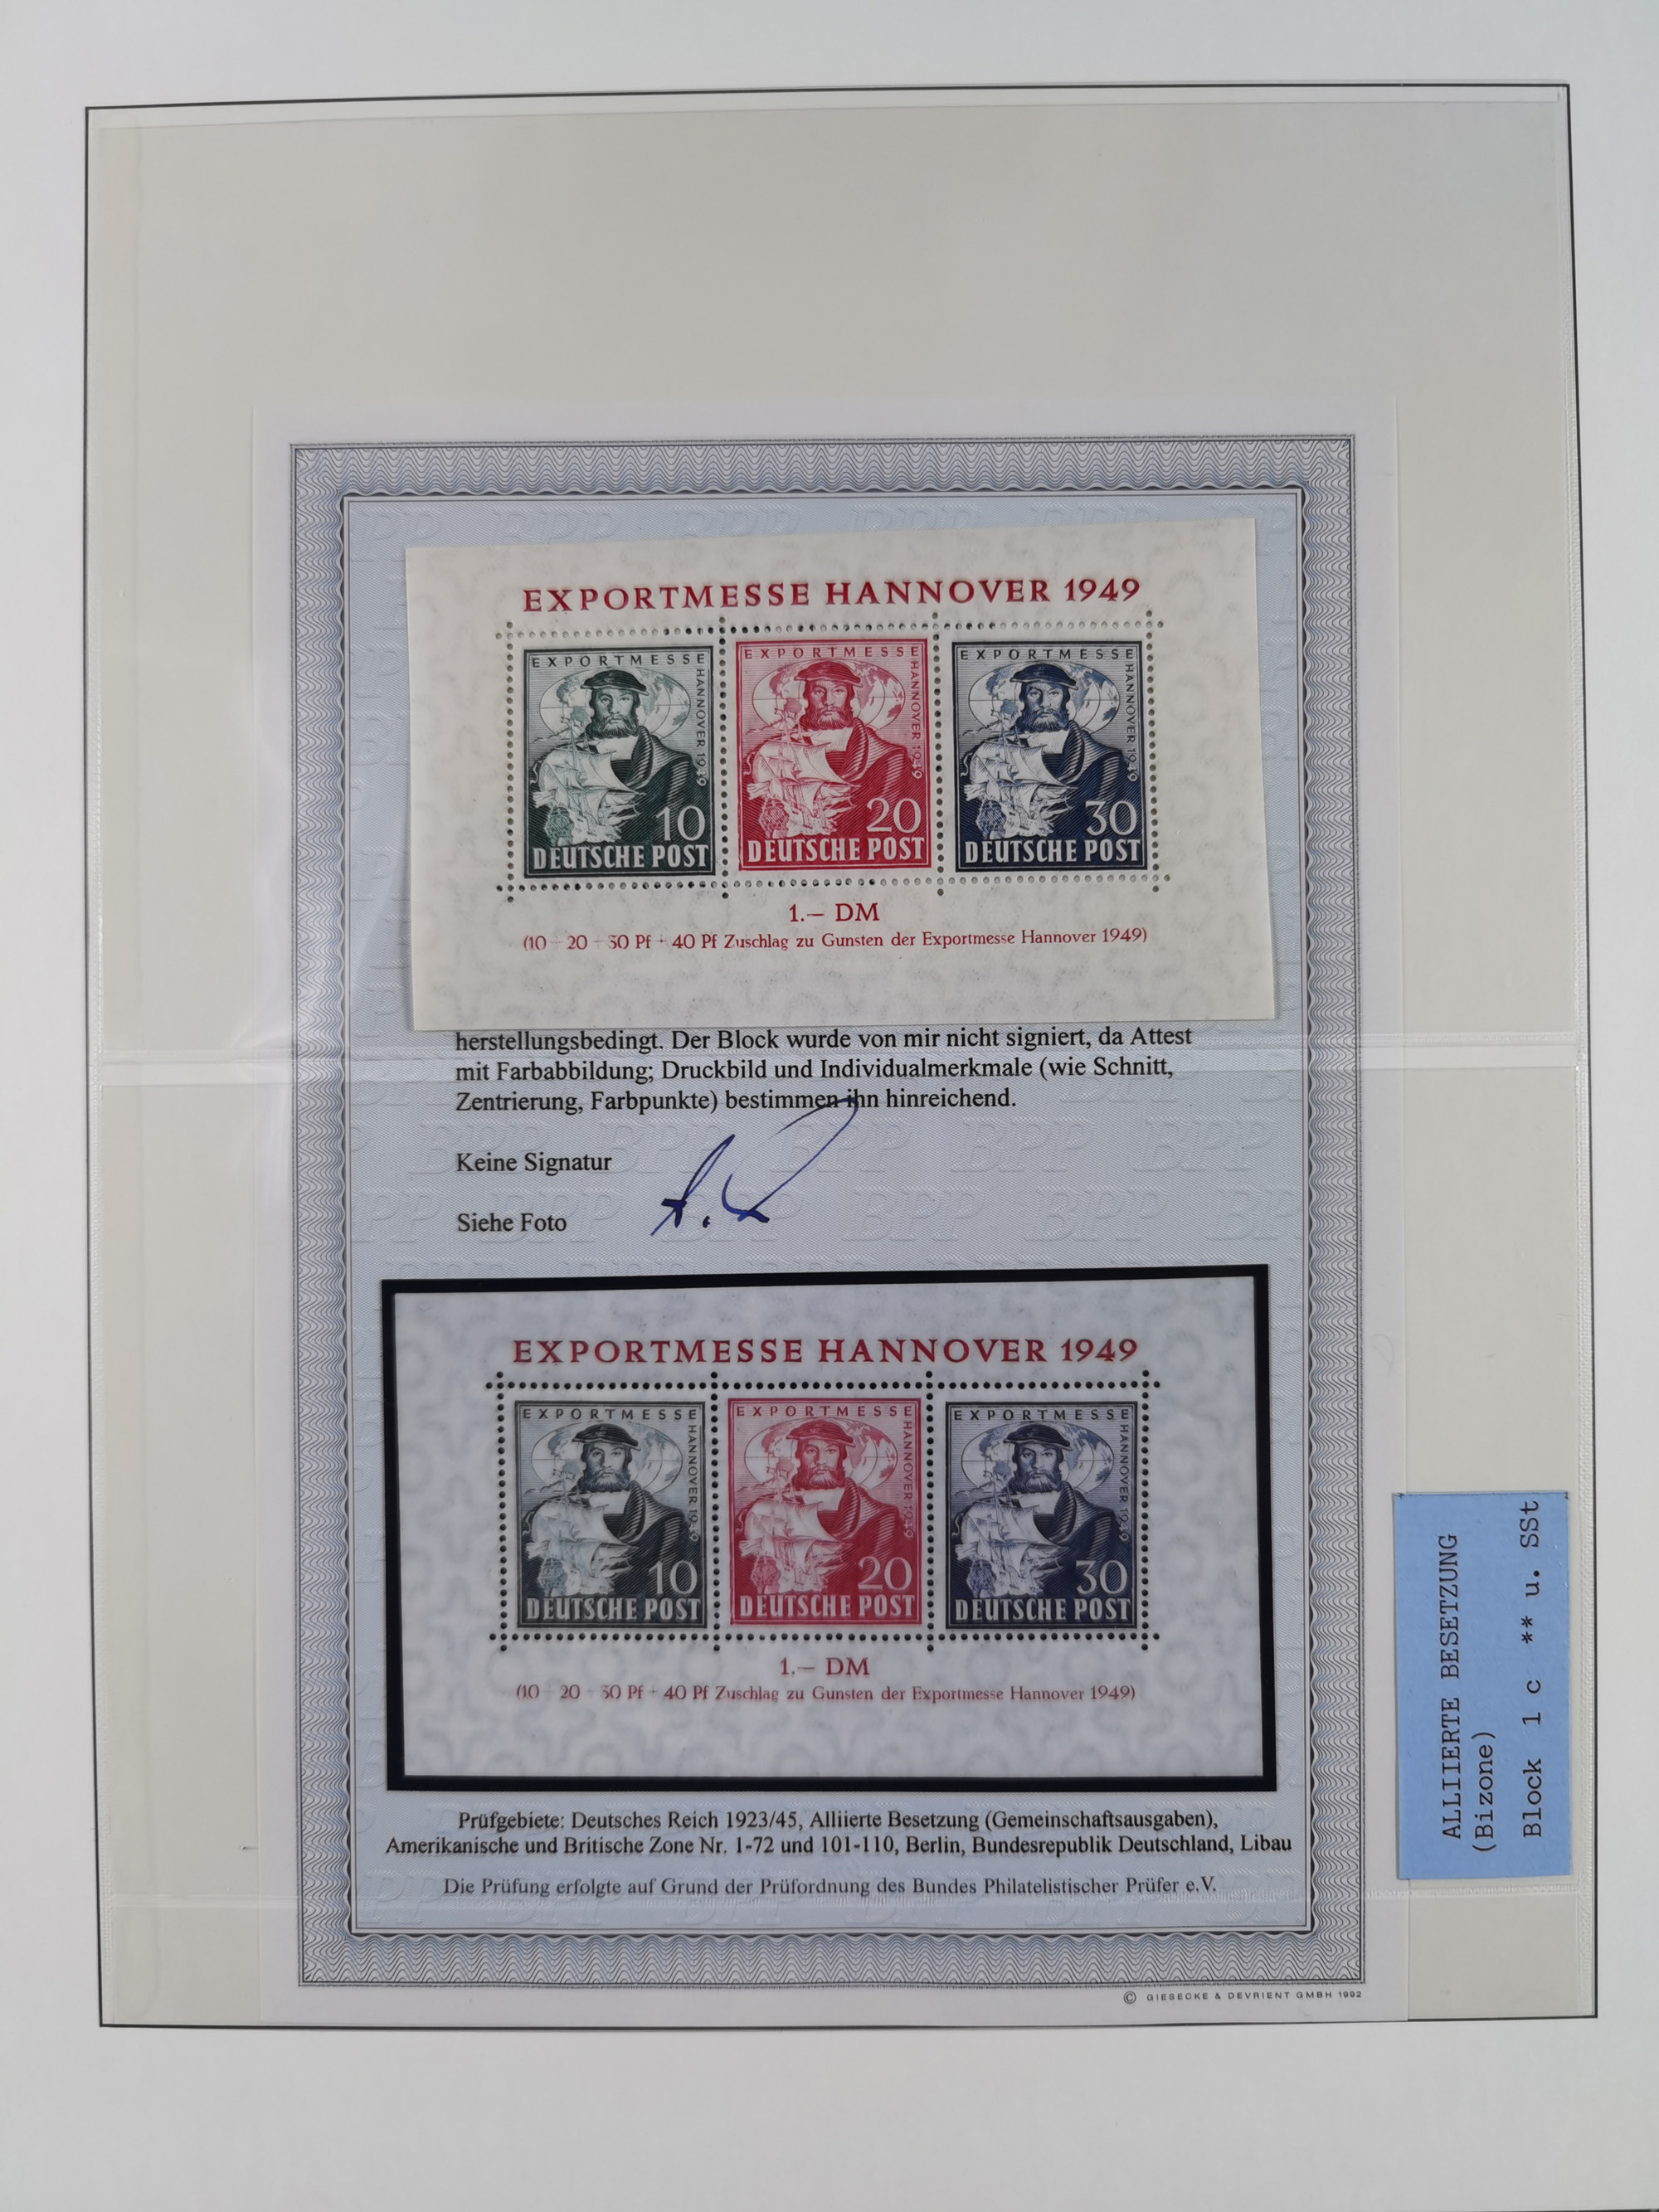 EXPORTMESSE HANNOVER 1949
EXPORTMESSE
HANNOVER 1949
10
DEUTSCHE POST
EXPORTMESSE
HANNOVER 1949
20
DEUTSCHE POST
EXPORTMESSE
HANNOVER 1949
30
DEUTSCHE POST
1.— DM
(10 + 20 + 30 Pf + 40 Pf Zuschlag zu Gunsten der Exportmesse Hannover 1949)
herstellungsbedingt. Der Block wurde von mir nicht signiert, da Attest
mit Farbabbildung; Druckbild und Individualmerkmale (wie Schnitt,
Zentrierung, Farbpunkte) bestimmen ihn hinreichend.
Keine Signatur
Siehe Foto
EXPORTMESSE HANNOVER 1949
EXPORTMESSE
HANNOVER 1949
10
DEUTSCHE POST
EXPORTMESSE
HANNOVER 1949
20
DEUTSCHE POST
EXPORTMESSE
HANNOVER 1949
30
DEUTSCHE POST
1.— DM
(10 + 20 + 30 Pf + 40 Pf Zuschlag zu Gunsten der Exportmesse Hannover 1949)
Prüfgebiete: Deutsches Reich 1923/45, Alliierte Besetzung (Gemeinschaftsausgaben),
Amerikanische und Britische Zone Nr. 1-72 und 101-110, Berlin, Bundesrepublik Deutschland, Libau
Die Prüfung erfolgte auf Grund der Prüfordnung des Bundes Philatelistischer Prüfer e.V.
© GIESECKE & DEVRIENT GMBH 1992
ALLIIERTE BESETZUNG
(Bizone)
Block 1 c ** u. SSt
BPP